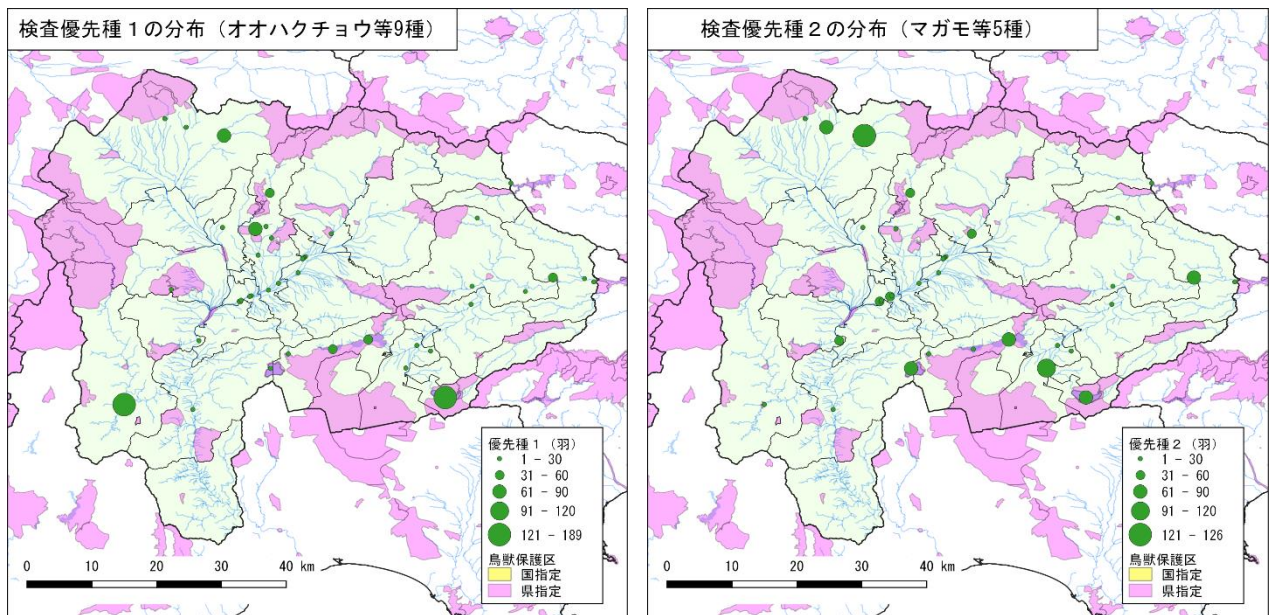 検査優先種1の分布(オオハクチョウ等9種)
優先種1(羽)
1 - 30
31 - 60
61 - 90
91 - 120
121 - 189
鳥獣保護区
国指定
県指定
0 10 20 30 40 km
検査優先種2の分布(マガモ等5種)
優先種2(羽)
1 - 30
31 - 60
61 - 90
91 - 120
121 - 126
鳥獣保護区
国指定
県指定
0 10 20 30 40 km